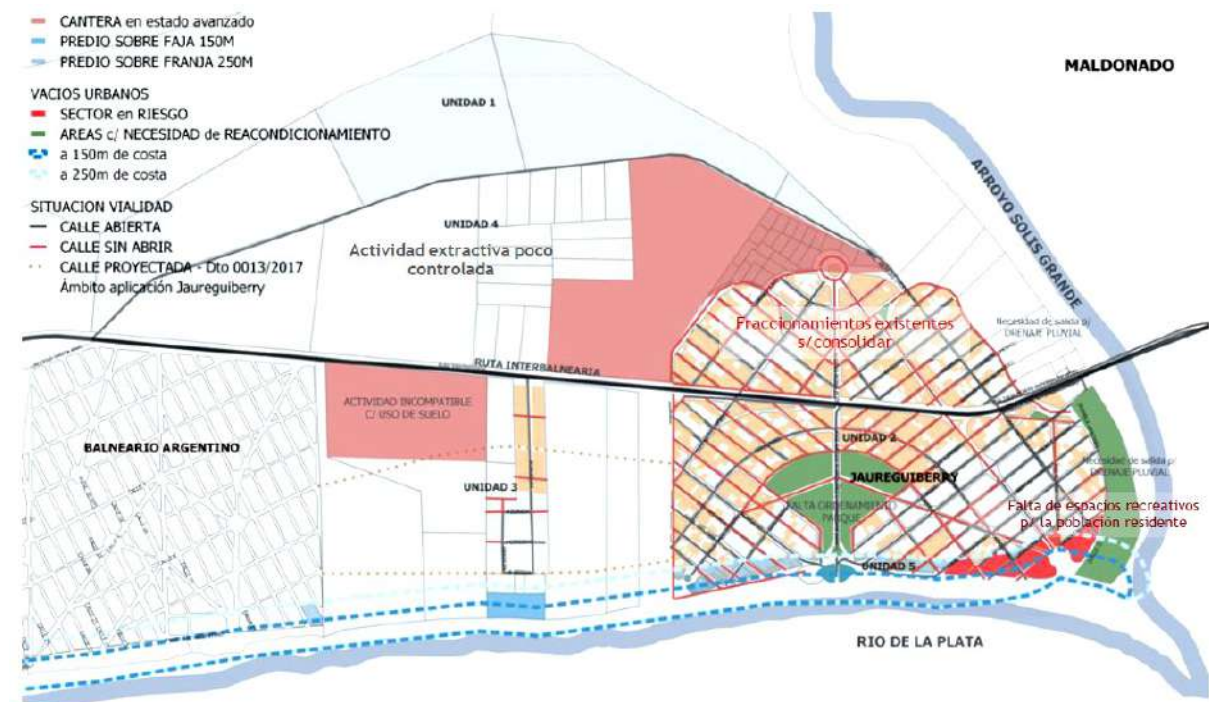 CANTERA en estado avanzado
PREDIO SOBRE FAJA 150M
PREDIO SOBRE FRANJA 250M
VACIOS URBANOS
SECTOR en RIESGO
AREAS c/ NECESIDAD de REACONDICIONAMIENTO
a 150m de costa
a 250m de costa
SITUACION VIALIDAD
CALLE ABIERTA
CALLE SIN ABRIR
CALLE PROYECTADA - Dto 0013/2017
Ámbito aplicación Jaureguiberry
MALDONADO
UNIDAD 1
ARROYO SOLIS GRANDE
UNIDAD 4
Actividad extractiva poco
controlada
Fraccionamientos existentes
s/consolidar
Necesidad de salida p/
DRENAJE PLUVIAL
RUTA INTERBALNEARIA
ACTIVIDAD INCOMPATIBLE
C/ USO DE SUELO
BALNEARIO ARGENTINO
UNIDAD 2
JAUREGUIBERRY
Necesidad de salida p/
DRENAJE PLUVIAL
UNIDAD 3
FALTA ORDENAMIENTO
PARQUE
Falta de espacios recreativos
p/ la población residente
UNIDAD 5
RIO DE LA PLATA